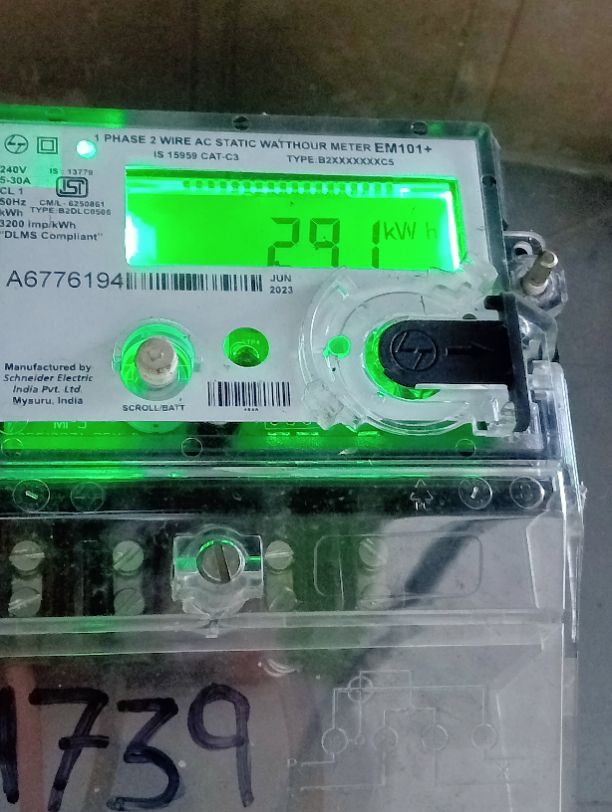 1 PHASE 2 WIRE AC STATIC WATTHOUR METER EM101+
IS 15959 CAT-C3 TYPE:B2XXXXXXXC5
240V
5-30A
CL 1
50Hz
kWh
3200 imp/kWh
"DLMS Compliant"
IS : 13779
CM/L - 6250861
TYPE:B2DLC0505
291 kWh
A6776194
JUN
2023
Manufactured by
Schneider Electric
India Pvt. Ltd.
Mysuru, India
SCROLL/BATT
1739